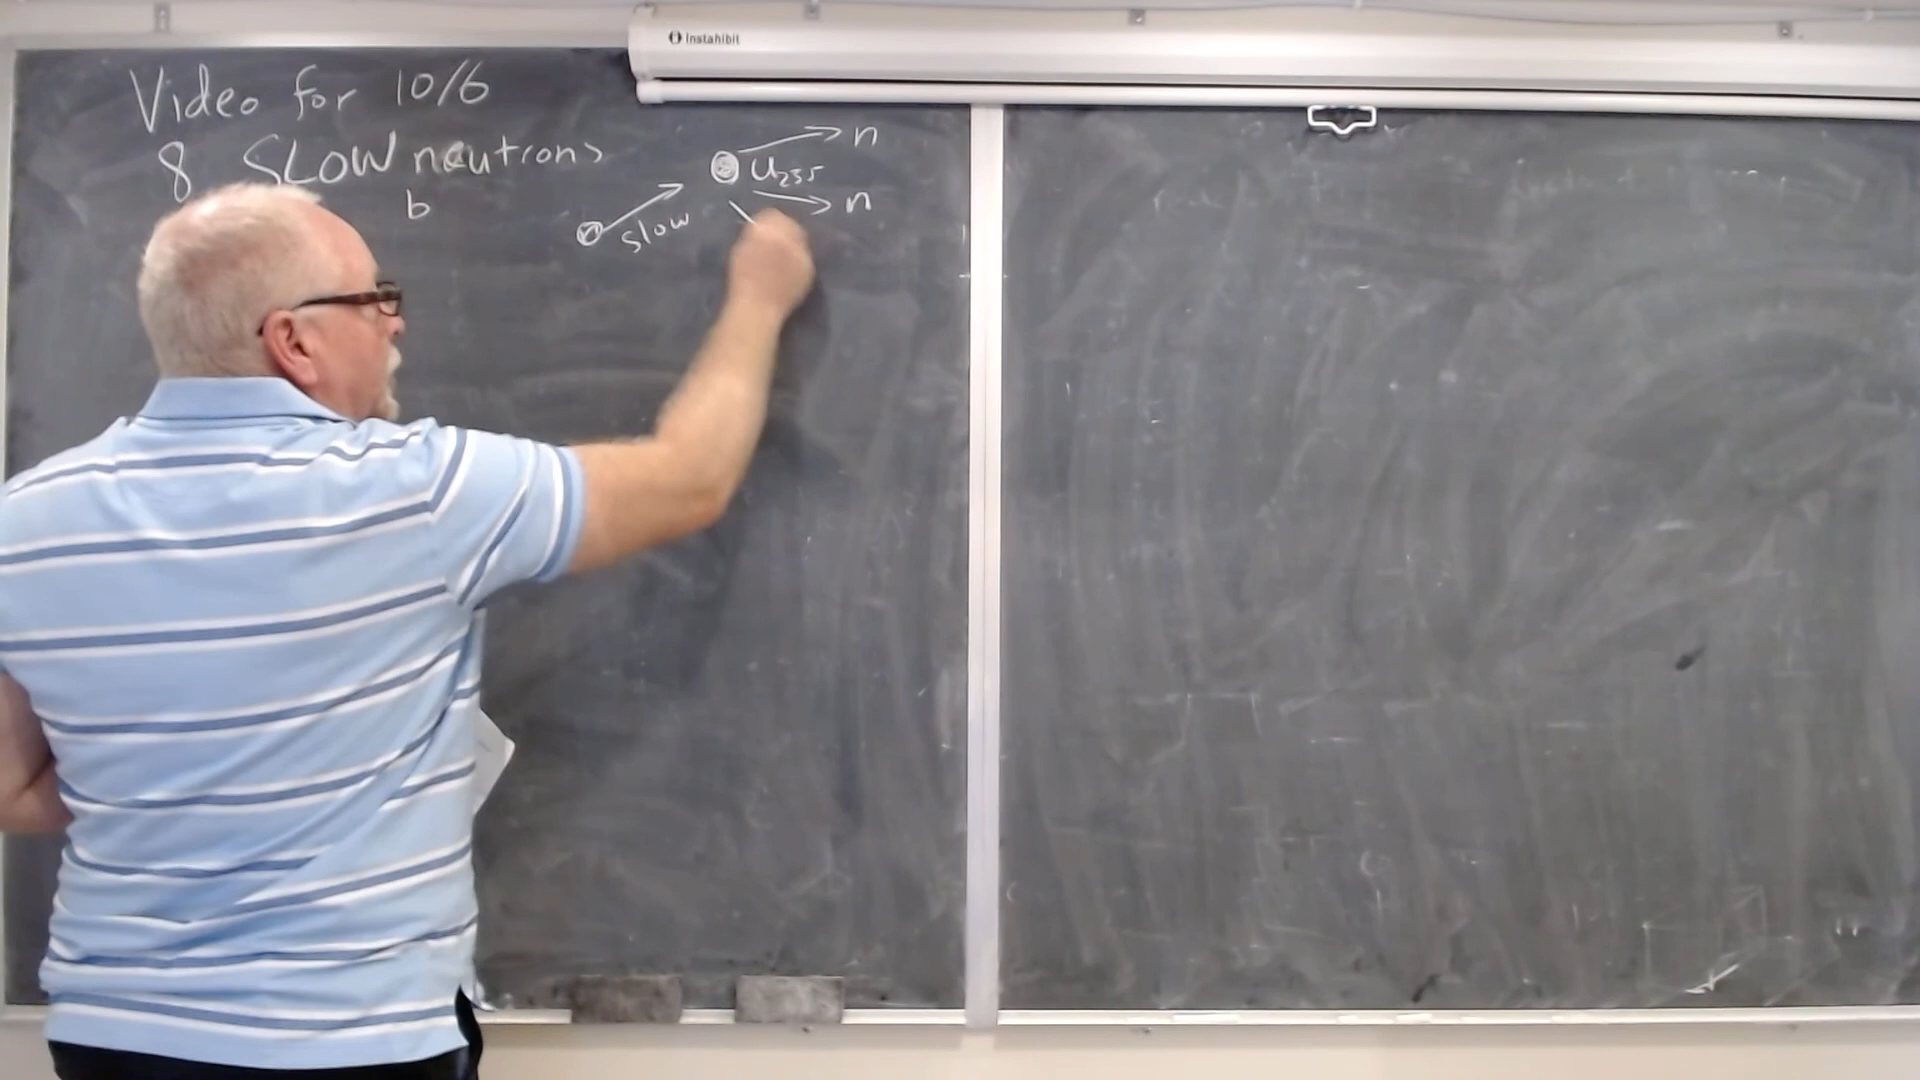 Instahibit
Video for 10/6
8 SLOW neutrons
b
n
U235
n
n
slow